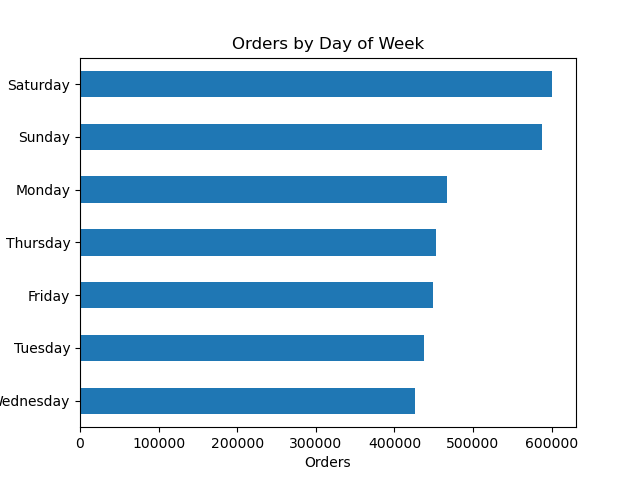 Orders by Day of Week
Saturday
Sunday
Monday
Thursday
Friday
Tuesday
ednesday
0 100000 200000 300000 400000 500000 600000
Orders